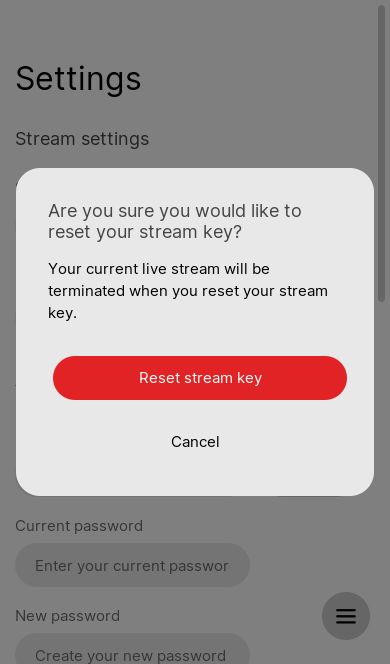 Settings
Stream settings
Are you sure you would like to
reset your stream key?
Your current live stream will be
terminated when you reset your stream
key.
Reset stream key
Cancel
Current password
Enter your current passwor
New password
Create your new password